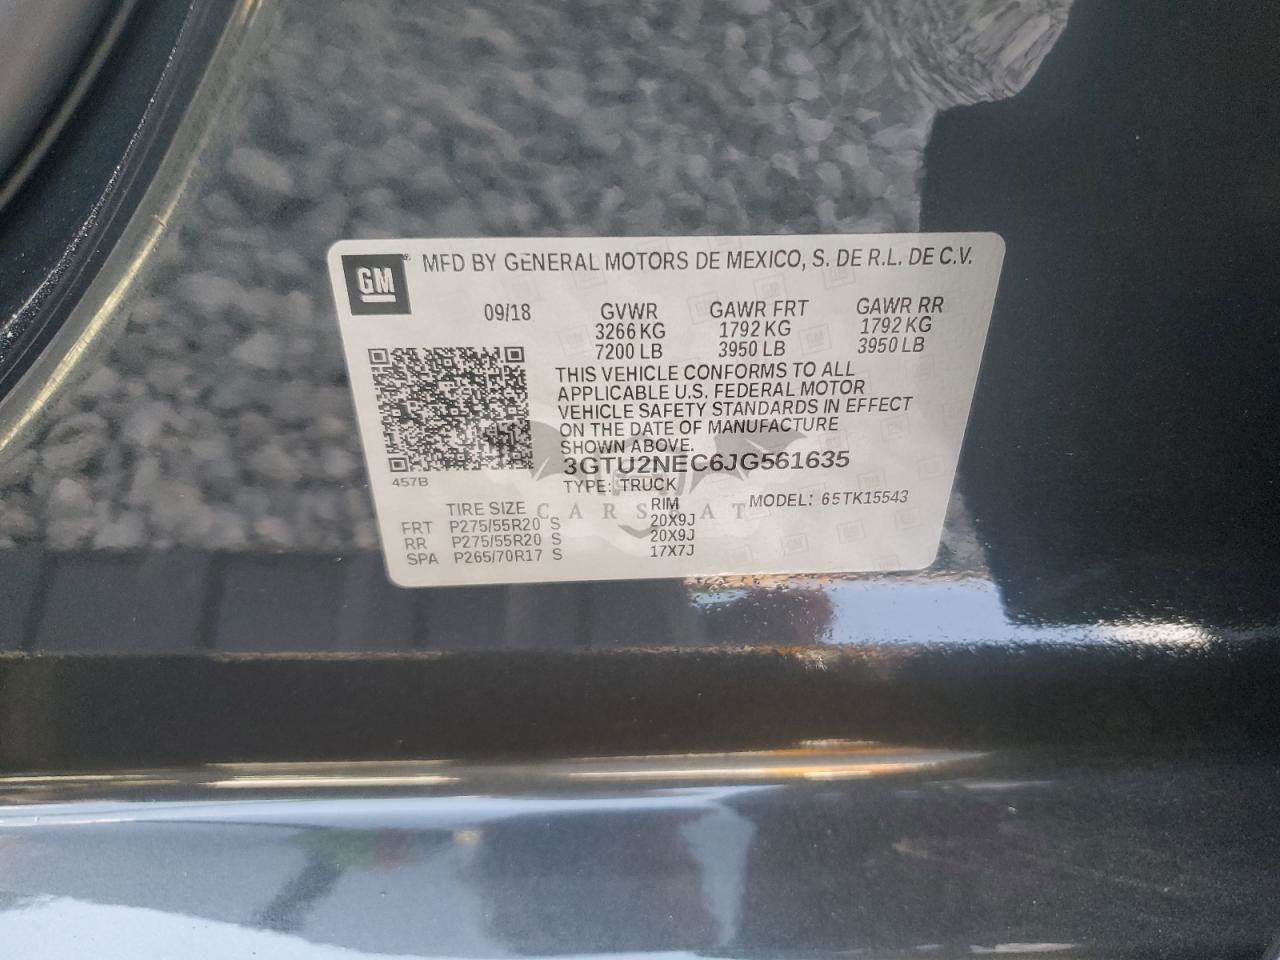 GM
MFD BY GENERAL MOTORS DE MEXICO, S. DE R.L. DE C.V.
09/18 GVWR GAWR FRT GAWR RR
3266 KG 1792 KG 1792 KG
7200 LB 3950 LB 3950 LB
THIS VEHICLE CONFORMS TO ALL
APPLICABLE U.S. FEDERAL MOTOR
VEHICLE SAFETY STANDARDS IN EFFECT
ON THE DATE OF MANUFACTURE
SHOWN ABOVE.
3GTU2NEC6JG561635
457B
TYPE: TRUCK
TIRE SIZE RIM MODEL: 65TK15543
FRT P275/55R20 S 20X9J
RR P275/55R20 S 20X9J
SPA P265/70R17 S 17X7J